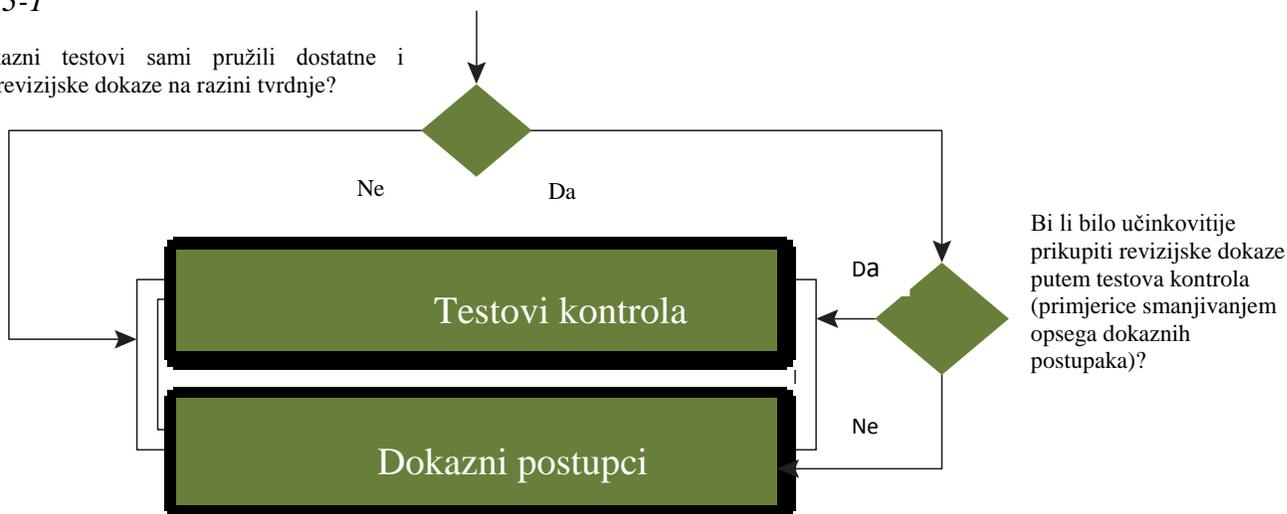 5-1
kazni testovi sami pružili dostatne i
revizijske dokaze na razini tvrdnje?
Ne
Da
Bi li bilo učinkovitije
prikupiti revizijske dokaze
putem testova kontrola
(primjerice smanjivanjem
opsega dokaznih
postupaka)?
Da
Testovi kontrola
Ne
Dokazni postupci